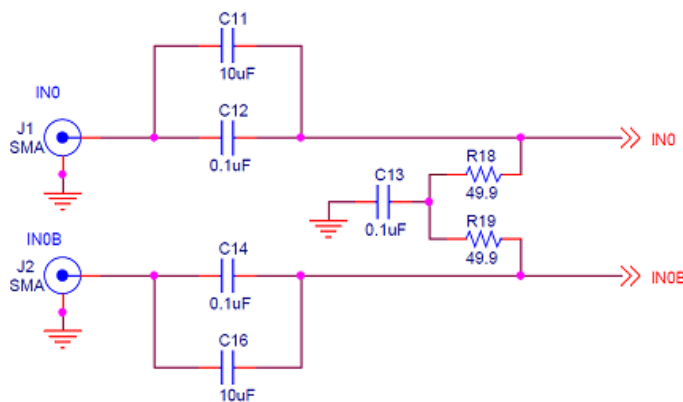 C11
10uF
IN0
C12
J1
SMA
0.1uF
IN0
R18
C13
49.9
R19
0.1uF
IN0B
C14
49.9
J2
SMA
0.1uF
IN0B
C16
10uF